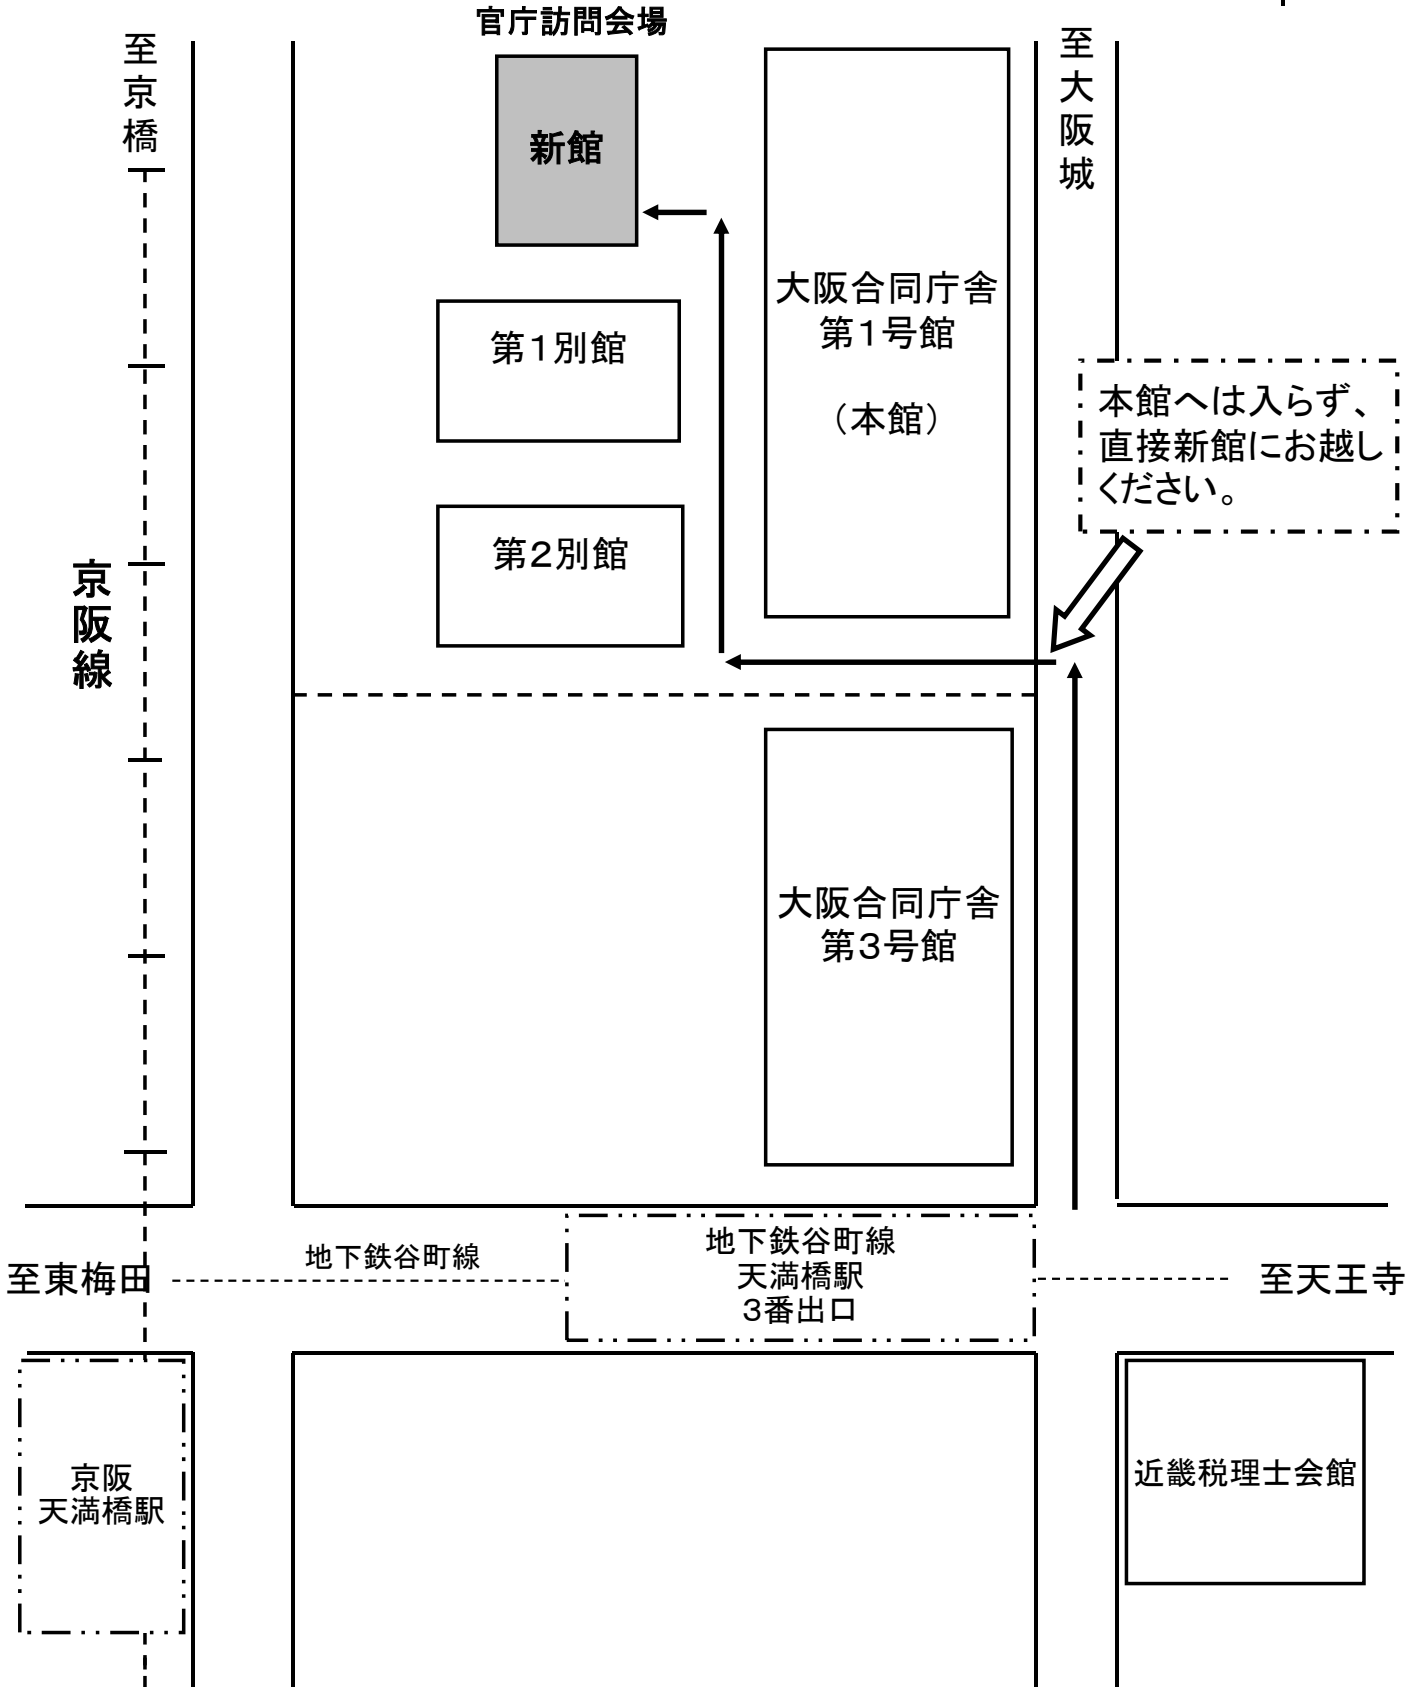 官庁訪問会場
至京橋
新館
至大阪城
大阪合同庁舎
第1号館
（本館）
第1別館
本館へは入らず、
直接新館にお越し
ください。
第2別館
京阪線
大阪合同庁舎
第3号館
至東梅田
地下鉄谷町線
地下鉄谷町線
天満橋駅
3番出口
至天王寺
京阪
天満橋駅
近畿税理士会館